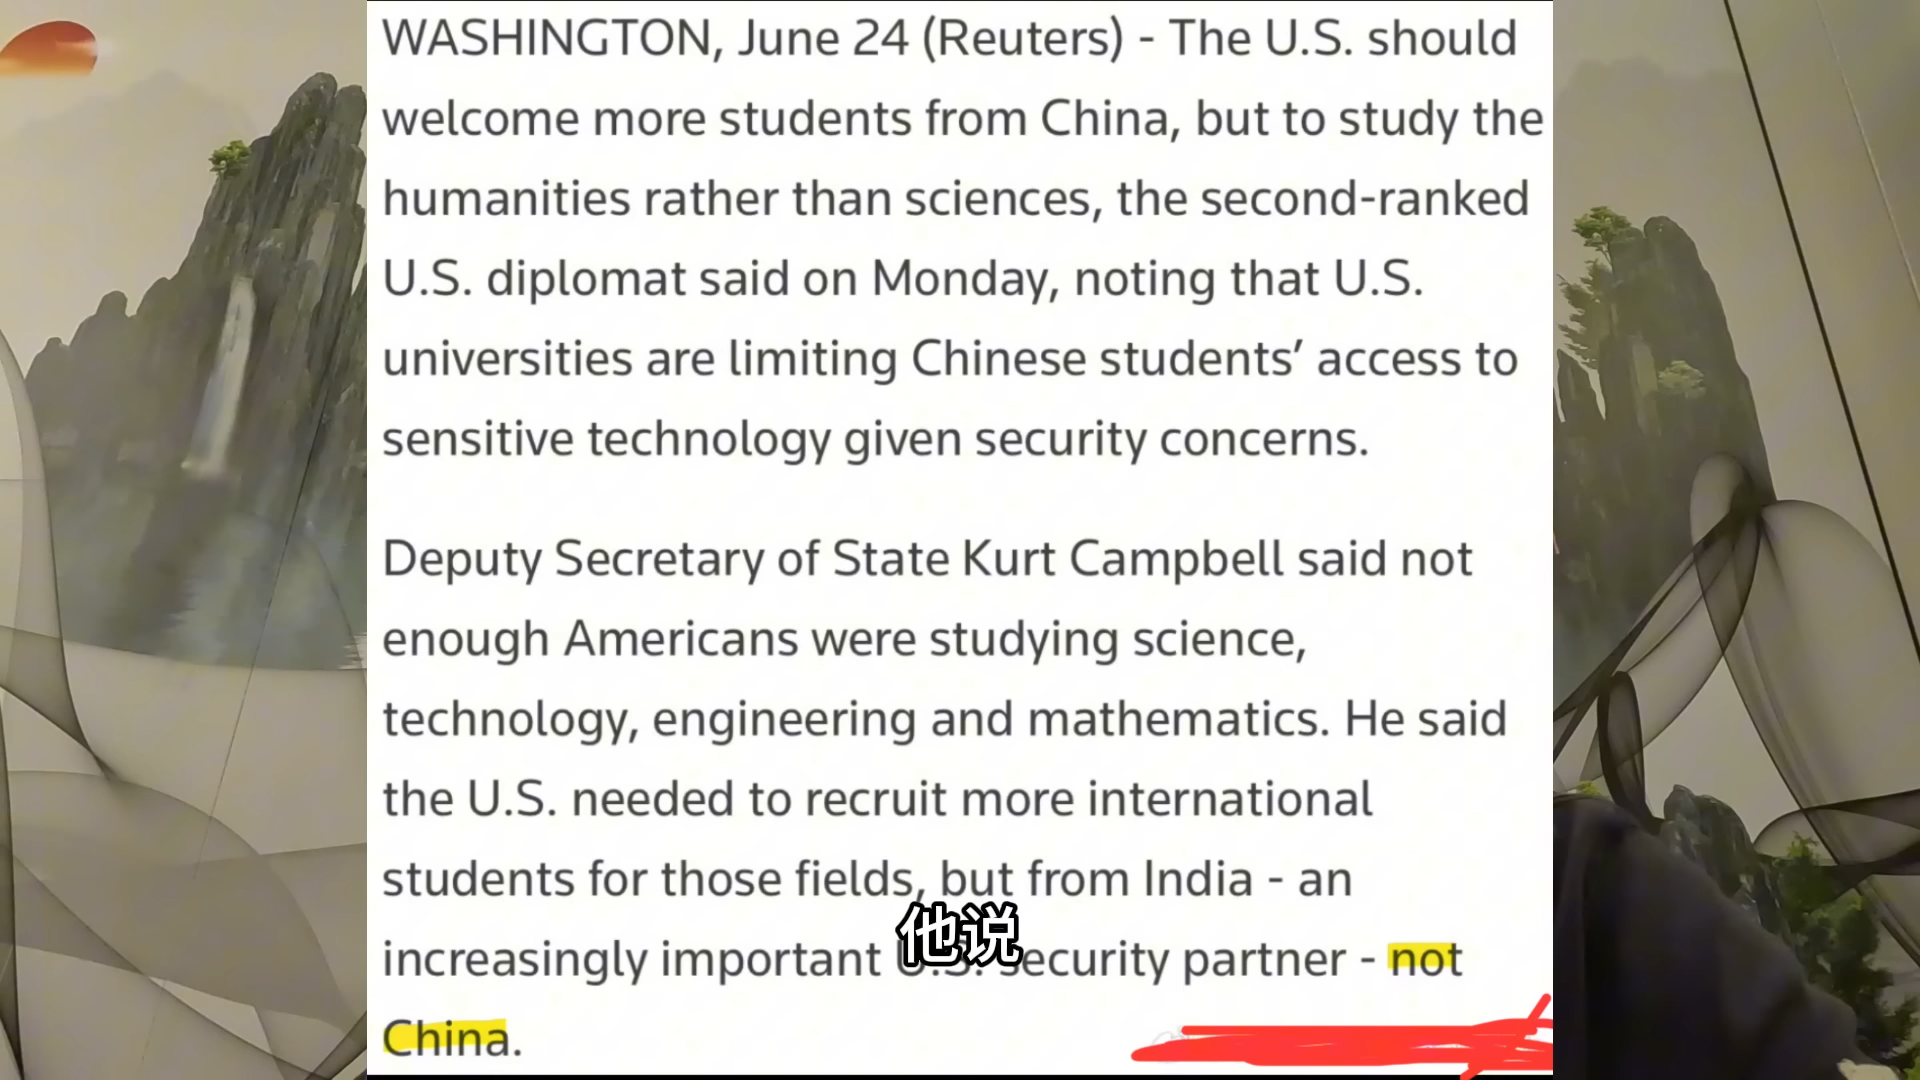 WASHINGTON, June 24 (Reuters) - The U.S. should
welcome more students from China, but to study the
humanities rather than sciences, the second-ranked
U.S. diplomat said on Monday, noting that U.S.
universities are limiting Chinese students’ access to
sensitive technology given security concerns.
Deputy Secretary of State Kurt Campbell said not
enough Americans were studying science,
technology, engineering and mathematics. He said
the U.S. needed to recruit more international
students for those fields, but from India - an
increasingly important U.S. security partner - not
他说
China.